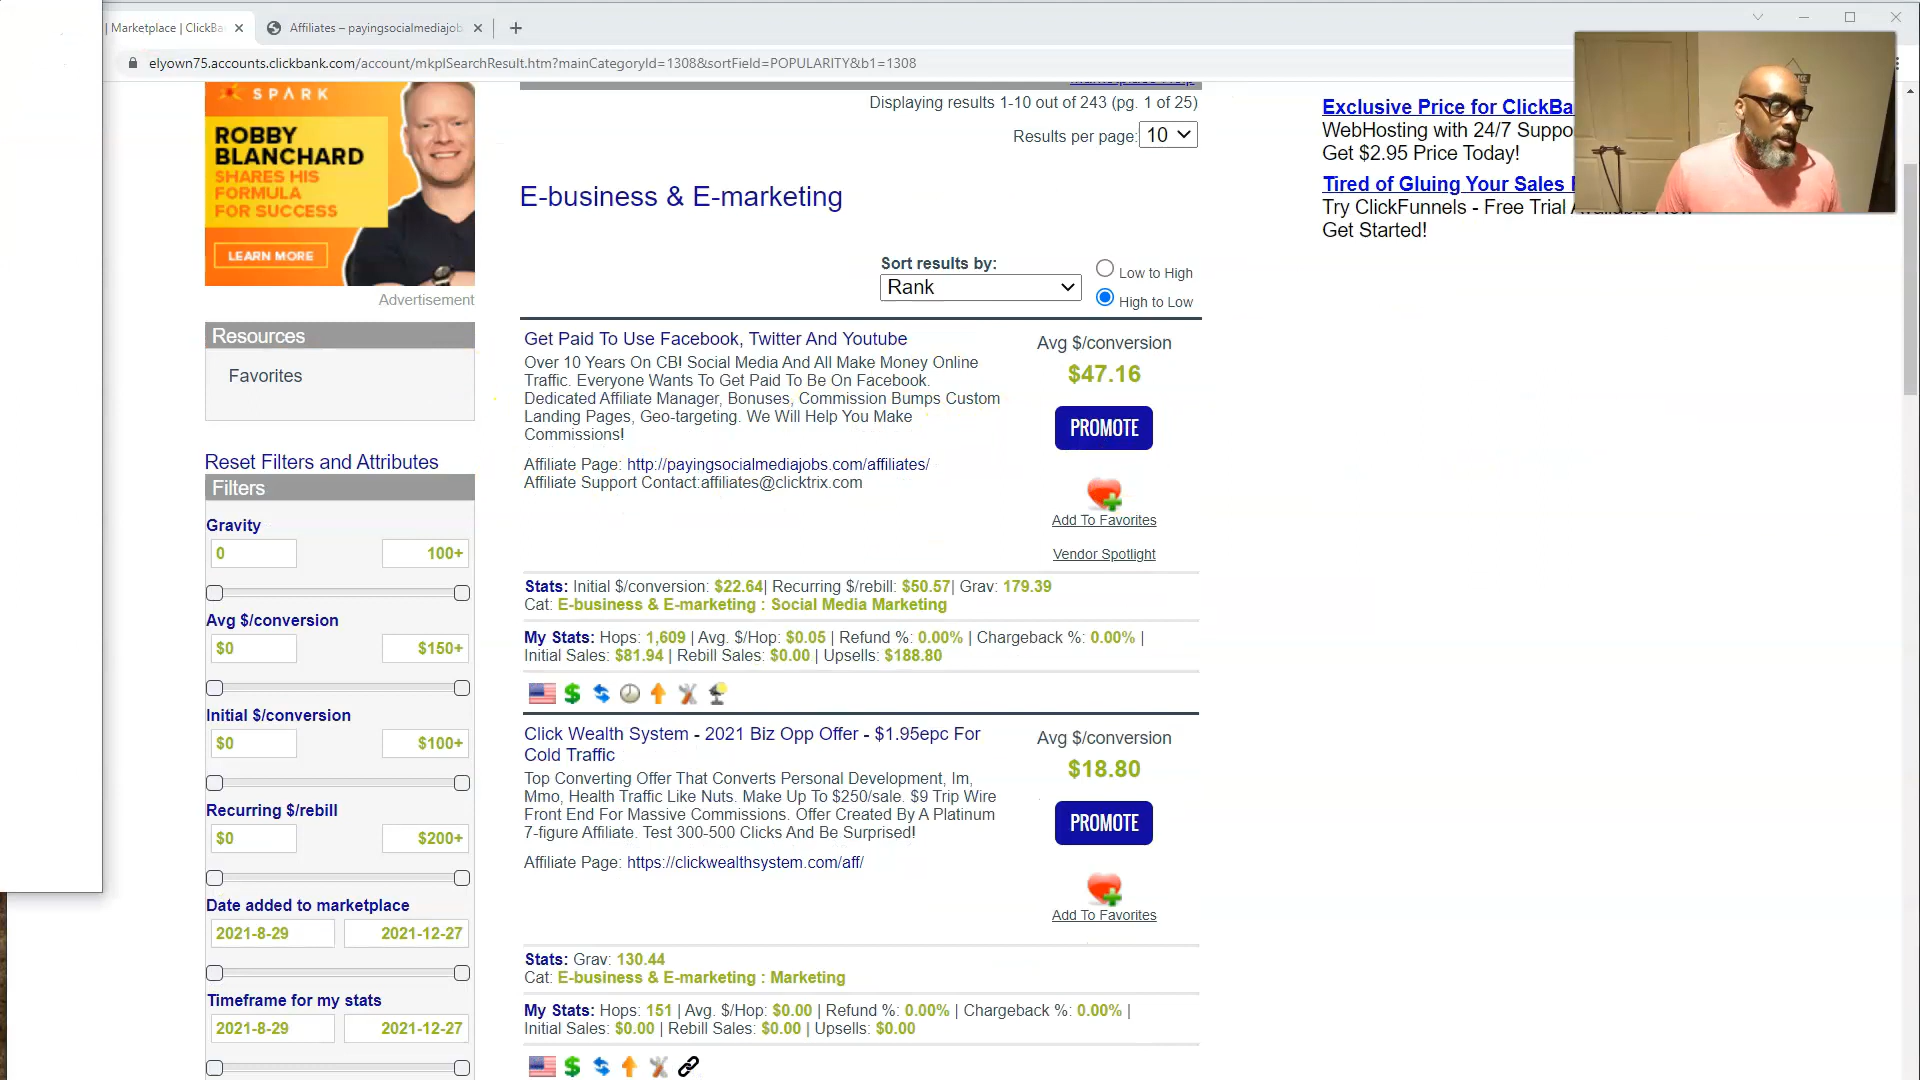 | Marketplace | ClickBa
Affiliates – payingsocialmediajob
elyown75.accounts.clickbank.com/account/mkplSearchResult.htm?mainCategoryId=1308&sortField=POPULARITY&b1=1308
SPARK
ROBBY
BLANCHARD
SHARES HIS
FORMULA
FOR SUCCESS
LEARN MORE
Advertisement
Resources
Favorites
Reset Filters and Attributes
Filters
Gravity
0 100+
Avg $/conversion
$0 $150+
Initial $/conversion
$0 $100+
Recurring $/rebill
$0 $200+
Date added to marketplace
2021-8-29 2021-12-27
Timeframe for my stats
2021-8-29 2021-12-27
Displaying results 1-10 out of 243 (pg. 1 of 25)
Results per page: 10
E-business & E-marketing
Sort results by:
Rank
Low to High
High to Low
Get Paid To Use Facebook, Twitter And Youtube
Over 10 Years On CB! Social Media And All Make Money Online
Traffic. Everyone Wants To Get Paid To Be On Facebook.
Dedicated Affiliate Manager, Bonuses, Commission Bumps Custom
Landing Pages, Geo-targeting. We Will Help You Make
Commissions!
Affiliate Page: http://payingsocialmediajobs.com/affiliates/
Affiliate Support Contact:affiliates@clicktrix.com
Avg $/conversion
$47.16
PROMOTE
Add To Favorites
Vendor Spotlight
Stats: Initial $/conversion: $22.64| Recurring $/rebill: $50.57| Grav: 179.39
Cat: E-business & E-marketing : Social Media Marketing
My Stats: Hops: 1,609 | Avg. $/Hop: $0.05 | Refund %: 0.00% | Chargeback %: 0.00% |
Initial Sales: $81.94 | Rebill Sales: $0.00 | Upsells: $188.80
Click Wealth System - 2021 Biz Opp Offer - $1.95epc For
Cold Traffic
Top Converting Offer That Converts Personal Development, Im,
Mmo, Health Traffic Like Nuts. Make Up To $250/sale. $9 Trip Wire
Front End For Massive Commissions. Offer Created By A Platinum
7-figure Affiliate. Test 300-500 Clicks And Be Surprised!
Affiliate Page: https://clickwealthsystem.com/aff/
Avg $/conversion
$18.80
PROMOTE
Add To Favorites
Stats: Grav: 130.44
Cat: E-business & E-marketing : Marketing
My Stats: Hops: 151 | Avg. $/Hop: $0.00 | Refund %: 0.00% | Chargeback %: 0.00% |
Initial Sales: $0.00 | Rebill Sales: $0.00 | Upsells: $0.00
Exclusive Price for ClickBa
WebHosting with 24/7 Suppo
Get $2.95 Price Today!
Tired of Gluing Your Sales
Try ClickFunnels - Free Trial
Get Started!